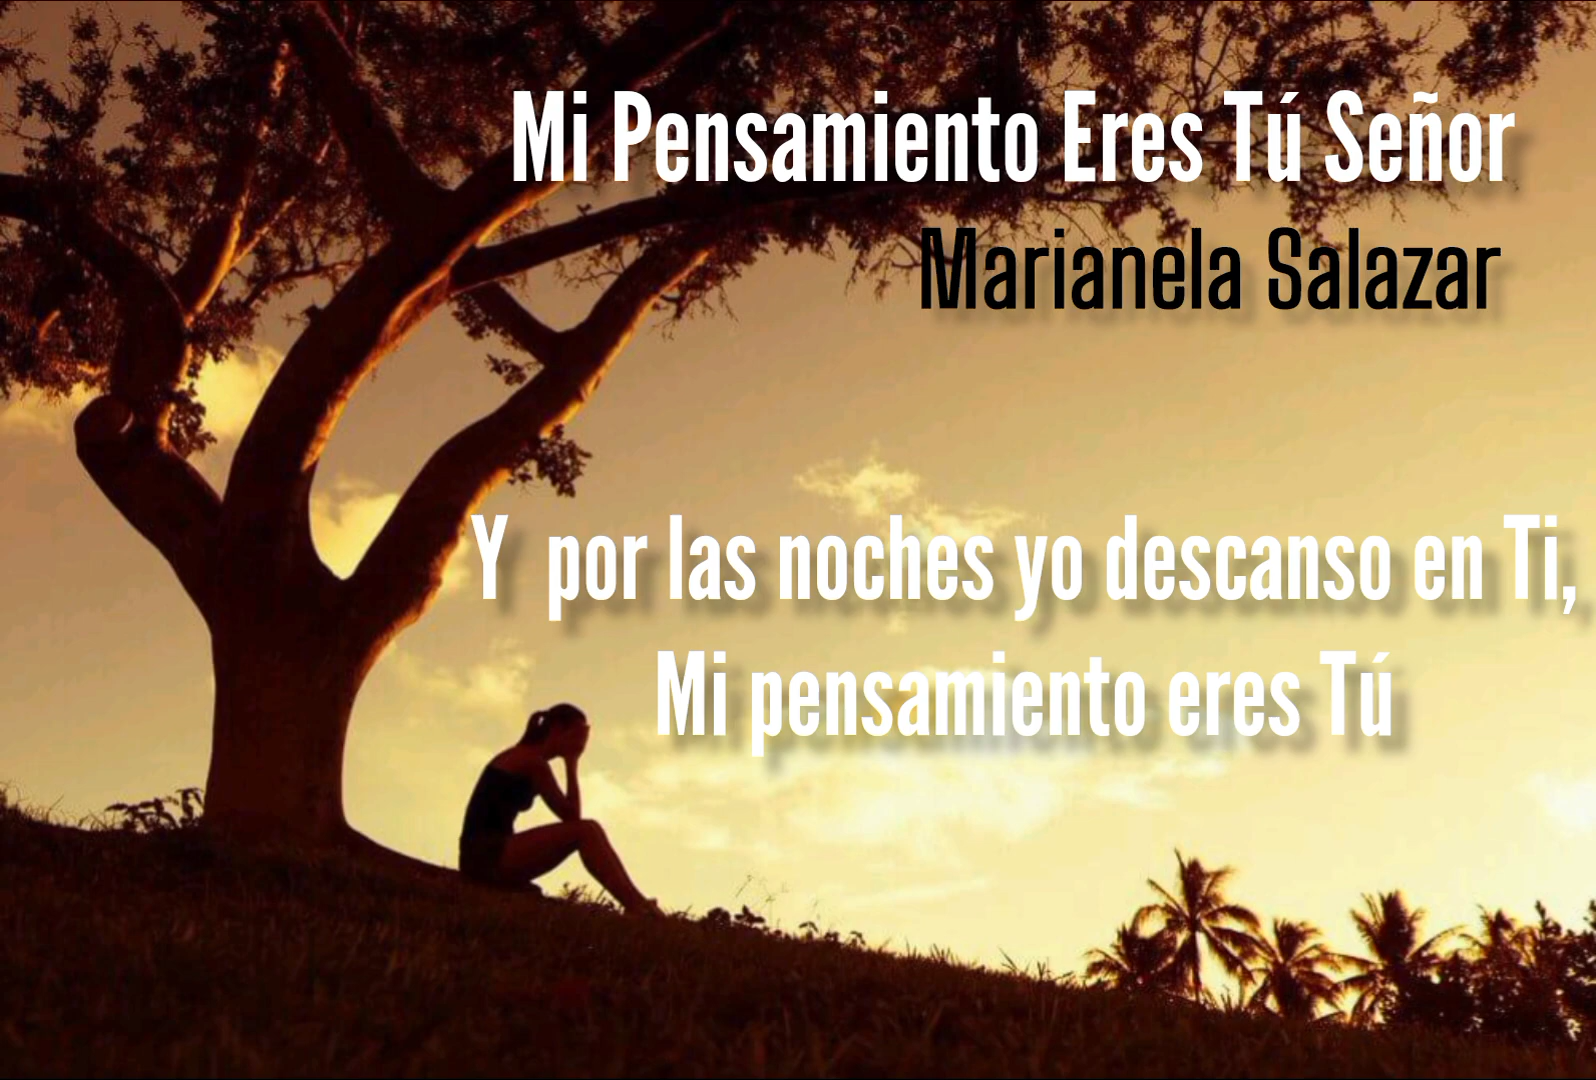 Mi Pensamiento Eres Tú Señor
Marianela Salazar
Y por las noches yo descanso en Ti,
Mi pensamiento eres Tú